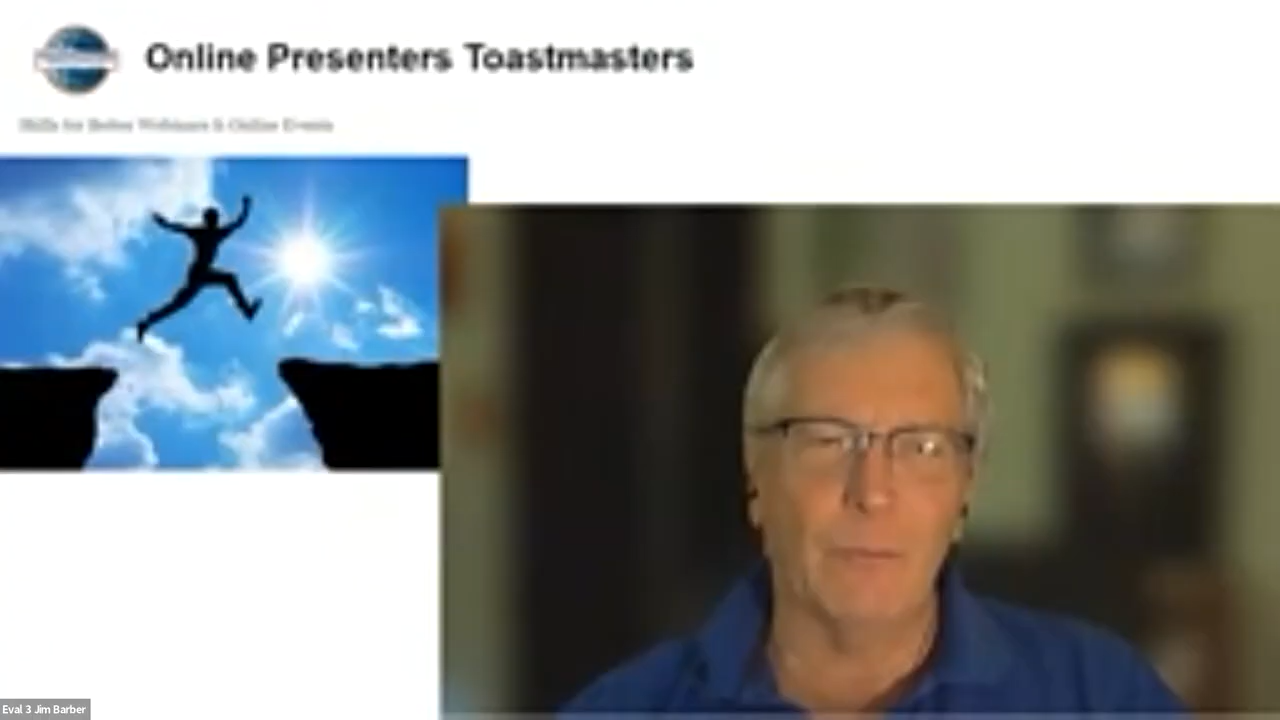 Online Presenters Toastmasters
Skills for Better Webinars & Online Events
Eval 3 Jim Barber